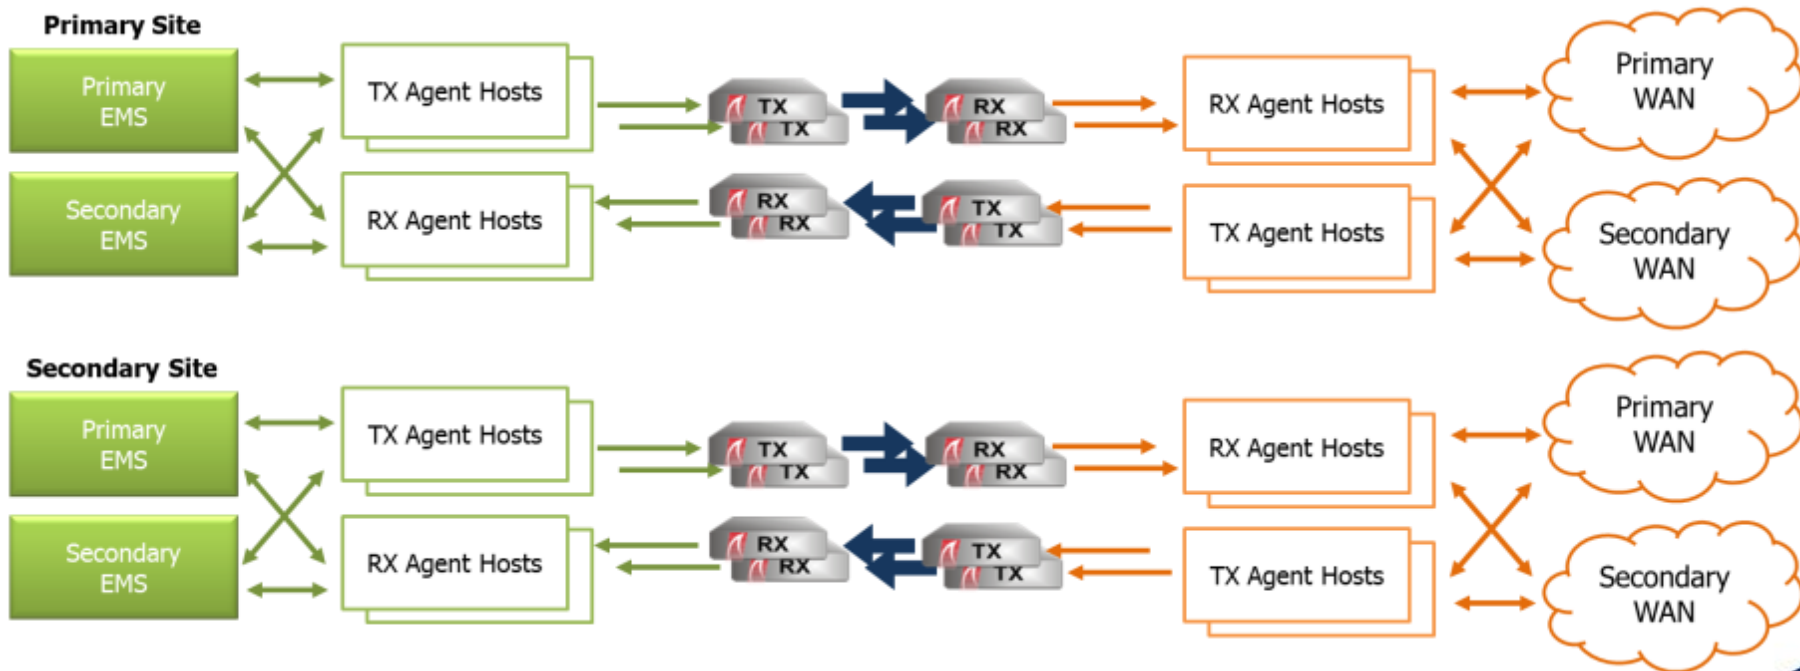 Primary Site
Primary
EMS
TX Agent Hosts
TX
TX
RX
RX
RX Agent Hosts
Primary
WAN
Secondary
EMS
RX Agent Hosts
RX
RX
TX
TX
TX Agent Hosts
Secondary
WAN
Secondary Site
Primary
EMS
TX Agent Hosts
TX
TX
RX
RX
RX Agent Hosts
Primary
WAN
Secondary
EMS
RX Agent Hosts
RX
RX
TX
TX
TX Agent Hosts
Secondary
WAN